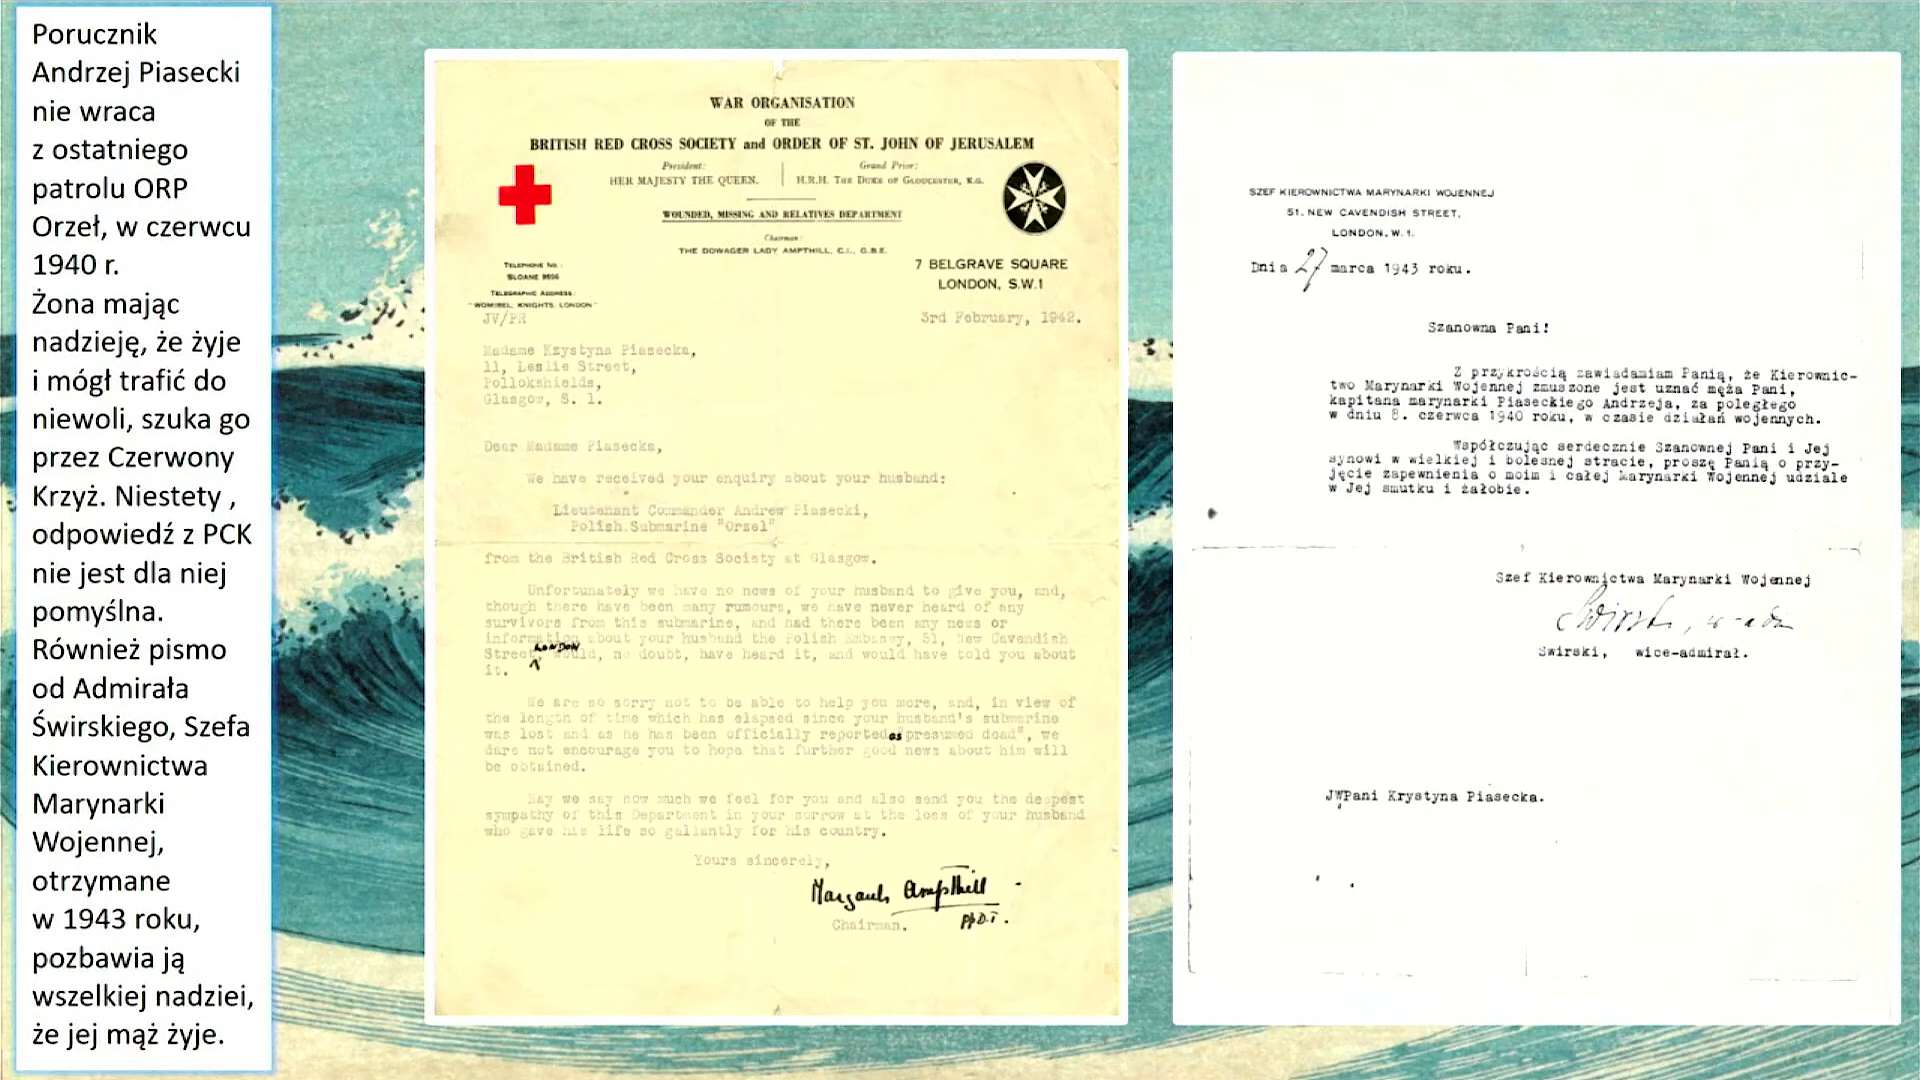 Porucznik
Andrzej Piasecki
nie wraca
z ostatniego
patrolu ORP
Orzeł, w czerwcu
1940 r.
Żona mając
nadzieję, że żyje
i mógł trafić do
niewoli, szuka go
przez Czerwony
Krzyż. Niestety ,
odpowiedź z PCK
nie jest dla niej
pomyślna.
Również pismo
od Admirała
Świrskiego, Szefa
Kierownictwa
Marynarki
Wojennej,
otrzymane
w 1943 roku,
pozbawia ją
wszelkiej nadziei,
że jej mąż żyje.
WAR ORGANISATION
OF THE
BRITISH RED CROSS SOCIETY and ORDER OF ST. JOHN OF JERUSALEM
President:
HER MAJESTY THE QUEEN.
Grand Prior:
H.R.H. THE DUKE OF GLOUCESTER, K.G.
WOUNDED, MISSING AND RELATIVES DEPARTMENT
Chairman:
THE DOWAGER LADY AMPTHILL, C.I., G.B.E.
TELEPHONE NO.:
SLOANE 9696
TELEGRAPHIC ADDRESS:
"WOMIREL, KNIGHTS, LONDON"
7 BELGRAVE SQUARE
LONDON, S.W.1
JV/PR
3rd February, 1942.
Madame Krystyna Piasecka,
11, Leslie Street,
Pollokshields,
Glasgow, S. 1.
Dear Madame Piasecka,
We have received your enquiry about your husband:
Lieutenant Commander Andrew Piasecki,
Polish Submarine "Orzel"
from the British Red Cross Society at Glasgow.
Unfortunately we have no news of your husband to give you, and,
though there have been many rumours, we have never heard of any
survivors from this submarine, and had there been any news or
information about your husband the Polish Embassy, 51, New Cavendish
Street, LONDON would, no doubt, have heard it, and would have told you about
it.
We are so sorry not to be able to help you more, and, in view of
the length of time which has elapsed since your husband's submarine
was lost and as he has been officially reported as "presumed dead", we
dare not encourage you to hope that further good news about him will
be obtained.
May we say how much we feel for you and also send you the deepest
sympathy of this Department in your sorrow at the loss of your husband
who gave his life so gallantly for his country.
Yours sincerely,
Margaret Ampthill
pp D.I.
Chairman.
SZEF KIEROWNICTWA MARYNARKI WOJENNEJ
51, NEW CAVENDISH STREET,
LONDON, W.1.
Dnia 27 marca 1943 roku.
Szanowna Pani!
Z przykrością zawiadamiam Panią, że Kierownic-
two Marynarki Wojennej zmuszone jest uznać męża Pani,
kapitana marynarki Piaseckiego Andrzeja, za poległego
w dniu 8. czerwca 1940 roku, w czasie działań wojennych.
Współczując serdecznie Szanownej Pani i Jej
synowi w wielkiej i bolesnej stracie, proszę Panią o przy-
jęcie zapewnienia o moim i całej Marynarki Wojennej udziale
w Jej smutku i żałobie.
Szef Kierownictwa Marynarki Wojennej
Swirski, w-adm
Swirski, wice-admirał.
JWPani Krystyna Piasecka.